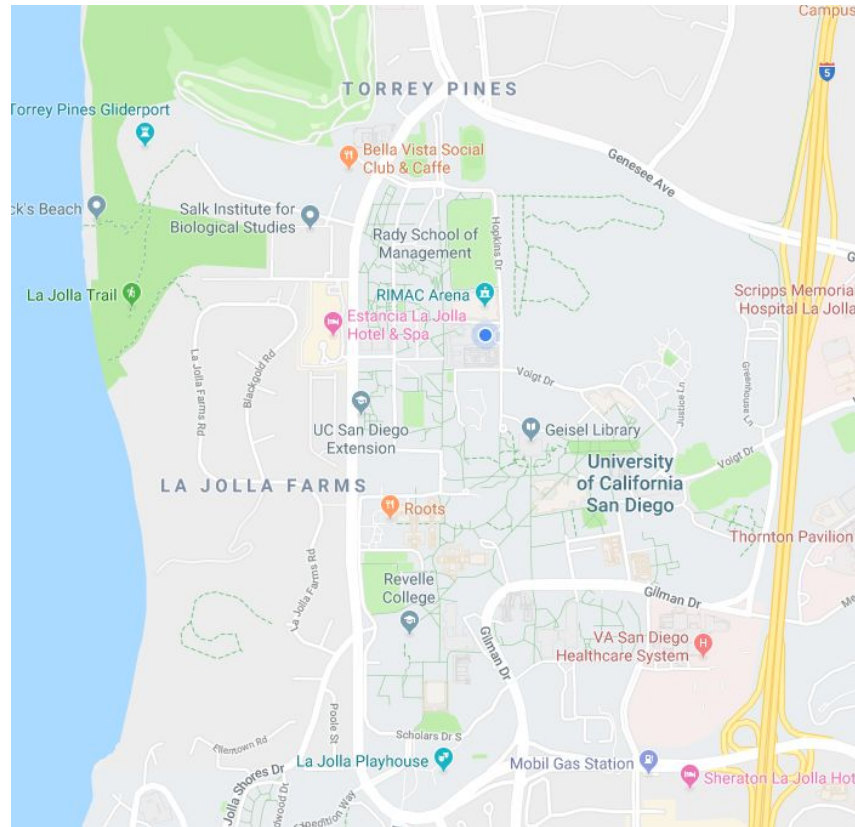 Campus
5
TORREY PINES
Torrey Pines Gliderport
Bella Vista Social
Club & Caffe
Genesee Ave
ck's Beach
Salk Institute for
Biological Studies
Rady School of
Management
Hopkins Dr
G
La Jolla Trail
RIMAC Arena
Scripps Memoria
Hospital La Jolla
Estancia La Jolla
Hotel & Spa
La Jolla Farms Rd
Blackgold Rd
Voigt Dr
Justice Ln
Greenhouse Ln
V
UC San Diego
Extension
Geisel Library
Voigt Dr
University
of California
San Diego
LA JOLLA FARMS
Roots
Thornton Pavilion
La Jolla Farms Rd
Revelle
College
Gilman Dr
Me
Gilman Dr
VA San Diego
Healthcare System
Poole St
Ellentown Rd
Scholars Dr S
La Jolla Playhouse
Mobil Gas Station
Sheraton La Jolla Hot
Jolla Shores Dr
dwood Dr
pedition Way